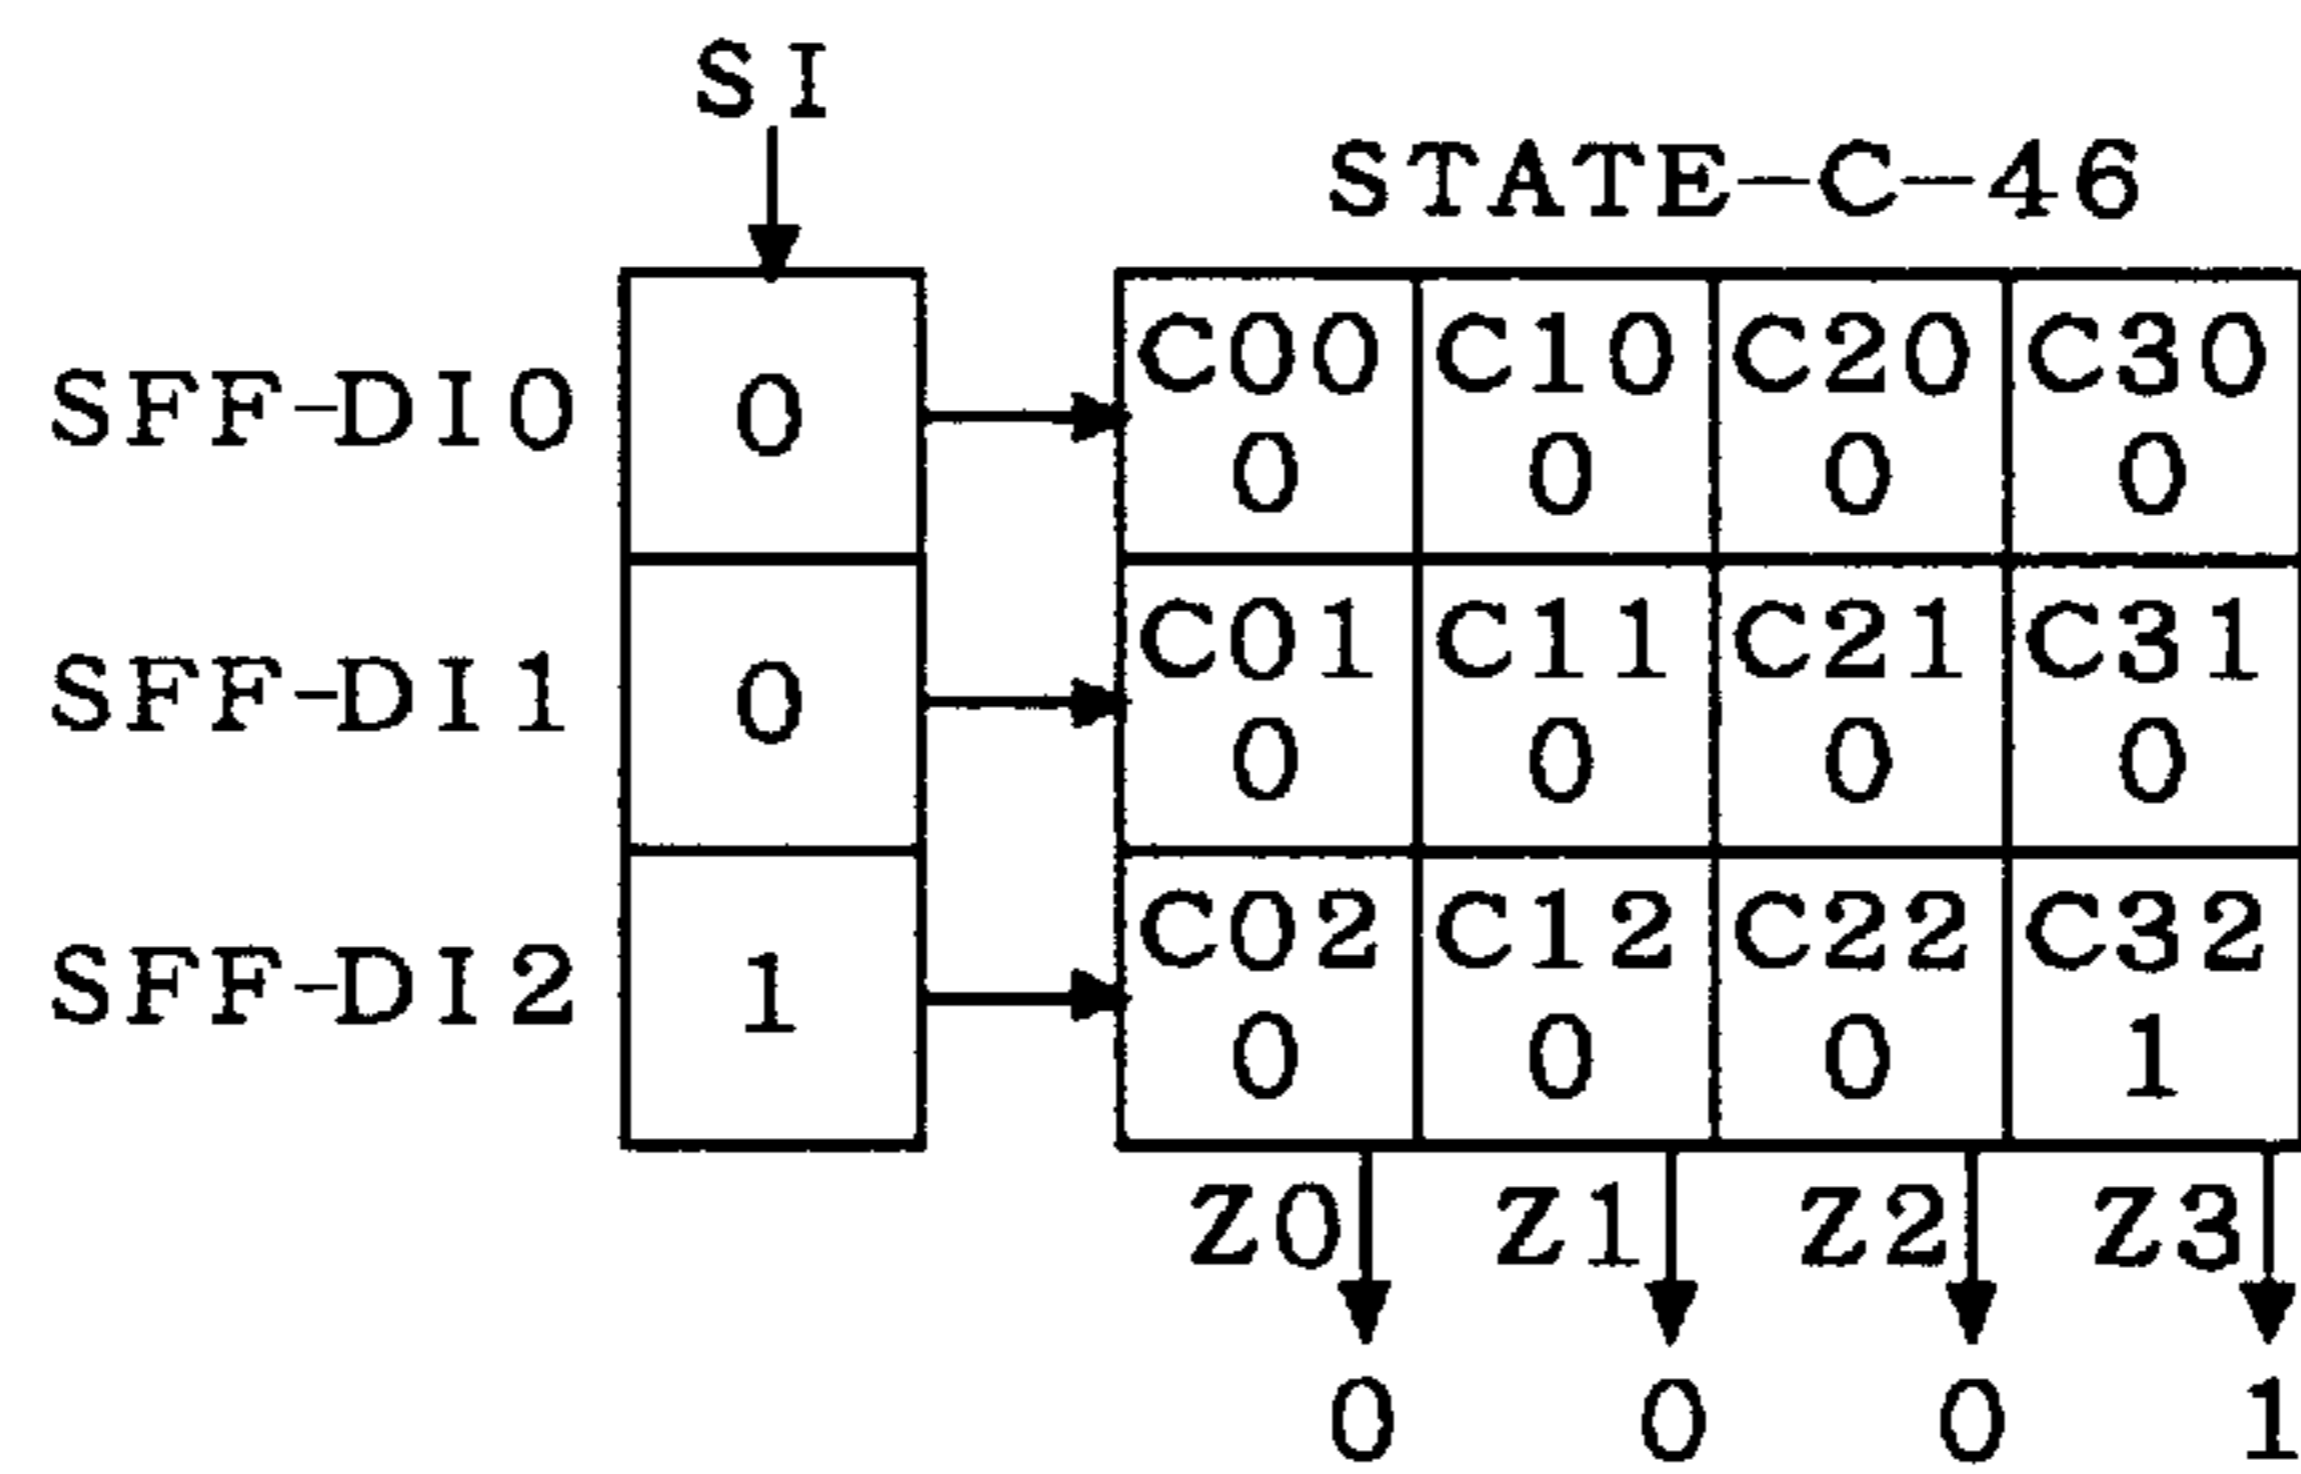 SI
STATE-C-46
SFF-DI0 0 C00 C10 C20 C30
0 0 0 0
SFF-DI1 0 C01 C11 C21 C31
0 0 0 0
SFF-DI2 1 C02 C12 C22 C32
0 0 0 1
Z0 Z1 Z2 Z3
0 0 0 1